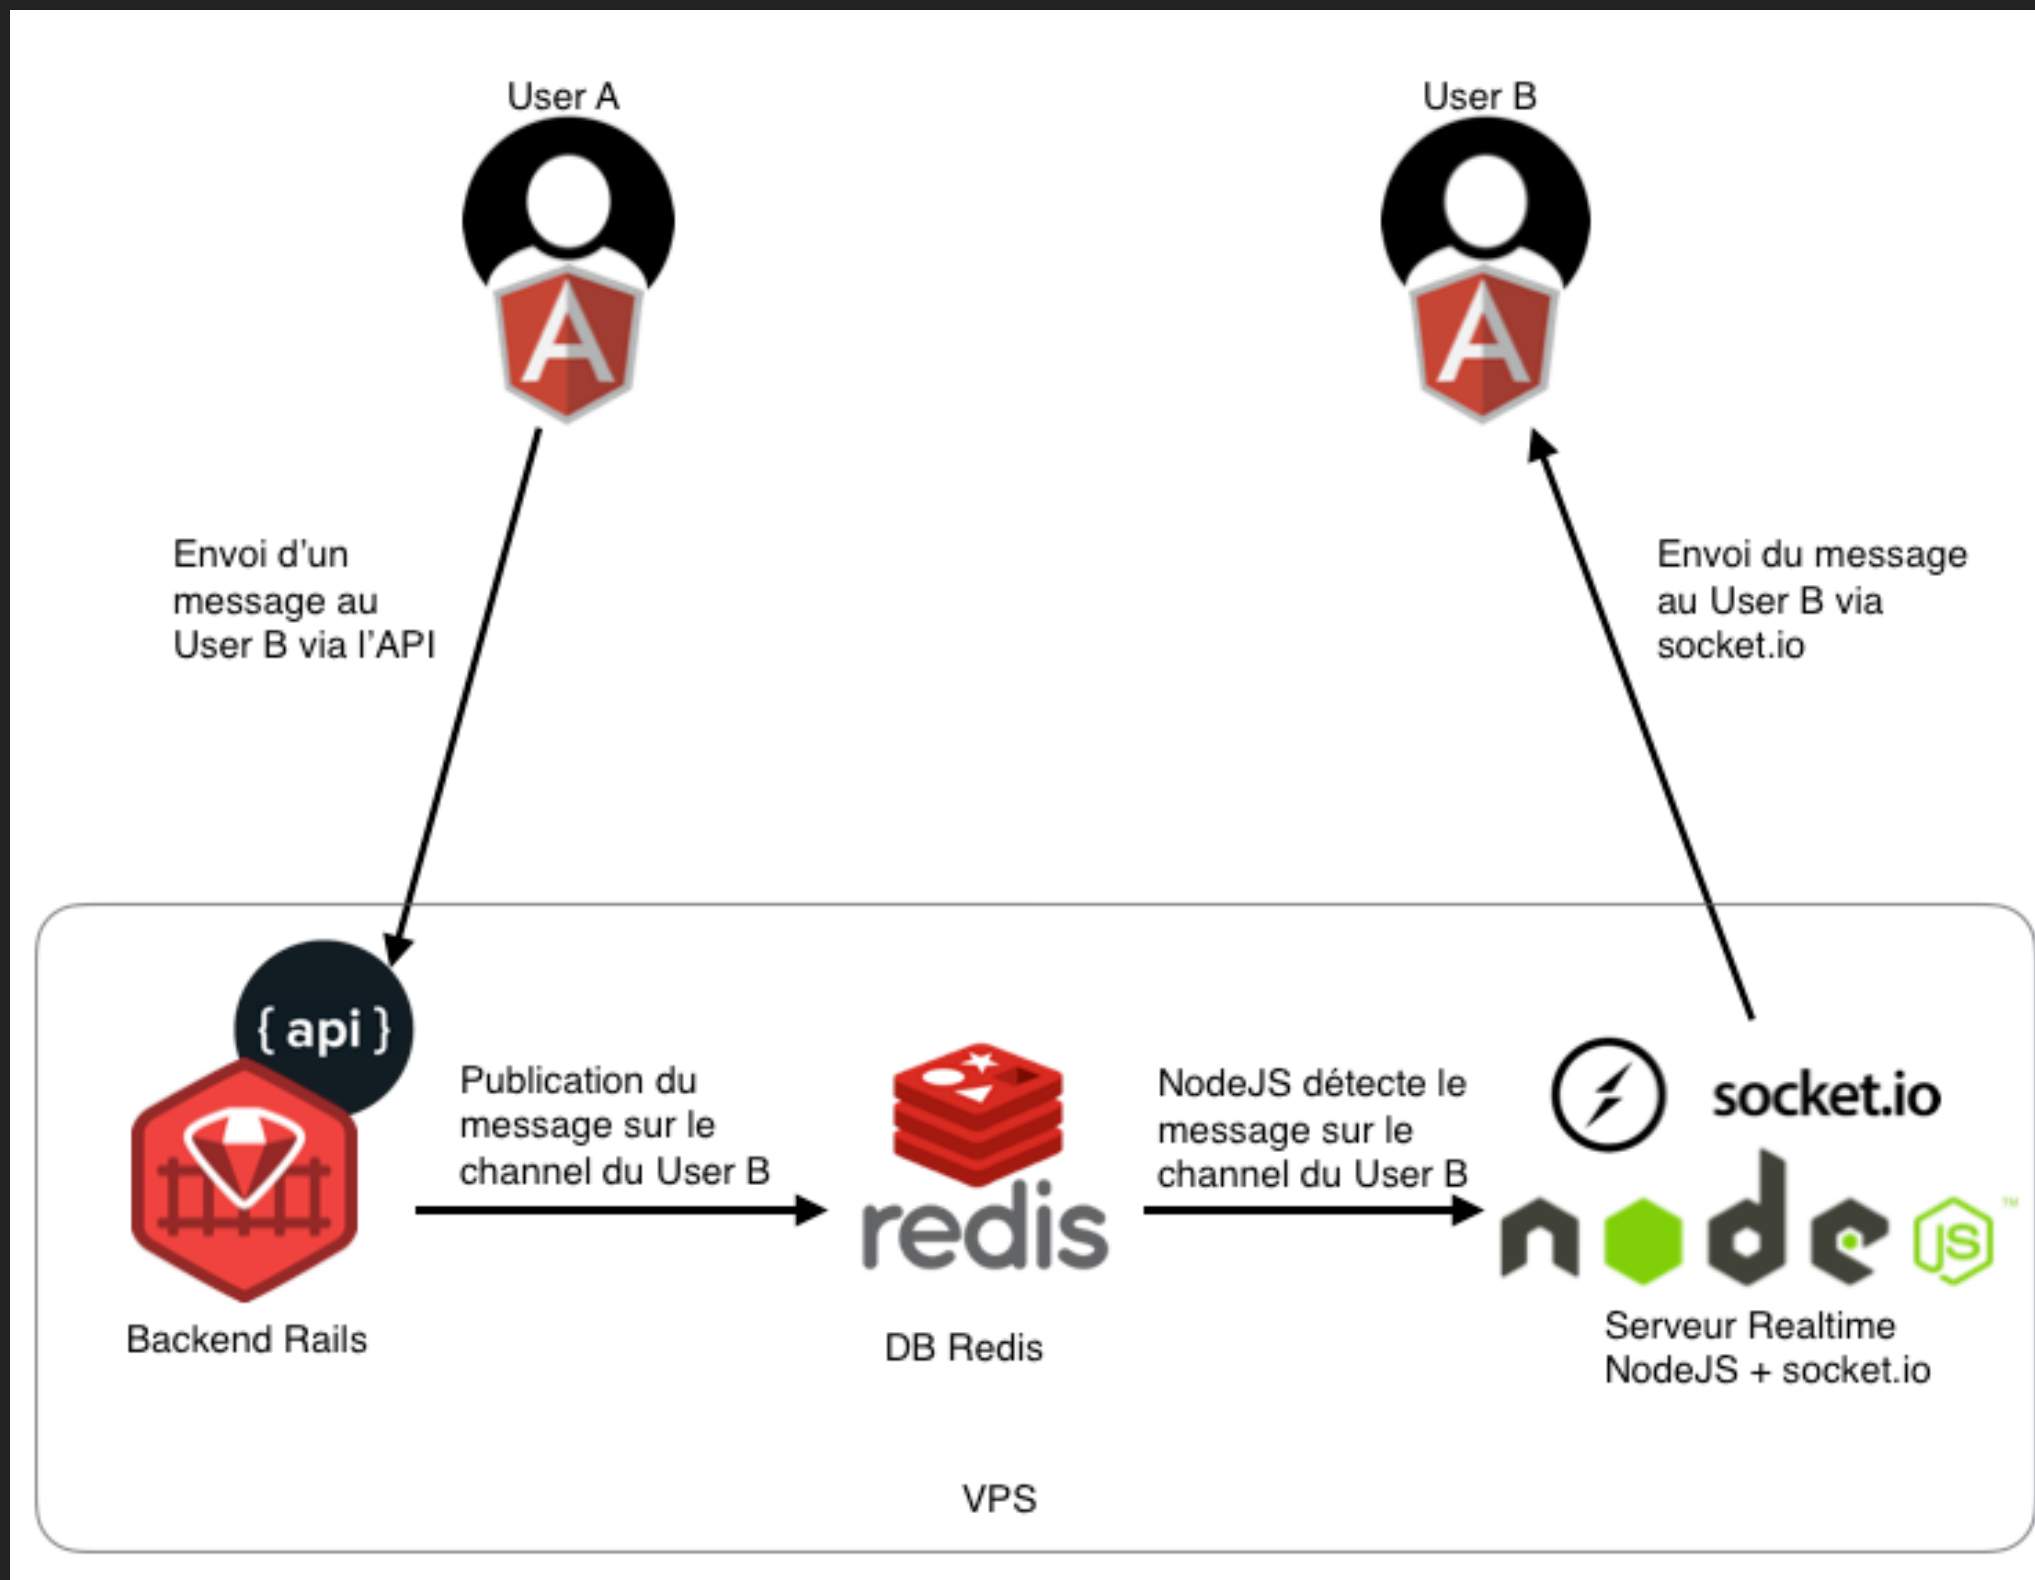 User A
User B
Envoi d'un
message au
User B via l'API
Envoi du message
au User B via
socket.io
{ api }
Publication du
message sur le
channel du User B
redis
NodeJS détecte le
message sur le
channel du User B
socket.io
node JS ™
Backend Rails
DB Redis
Serveur Realtime
NodeJS + socket.io
VPS